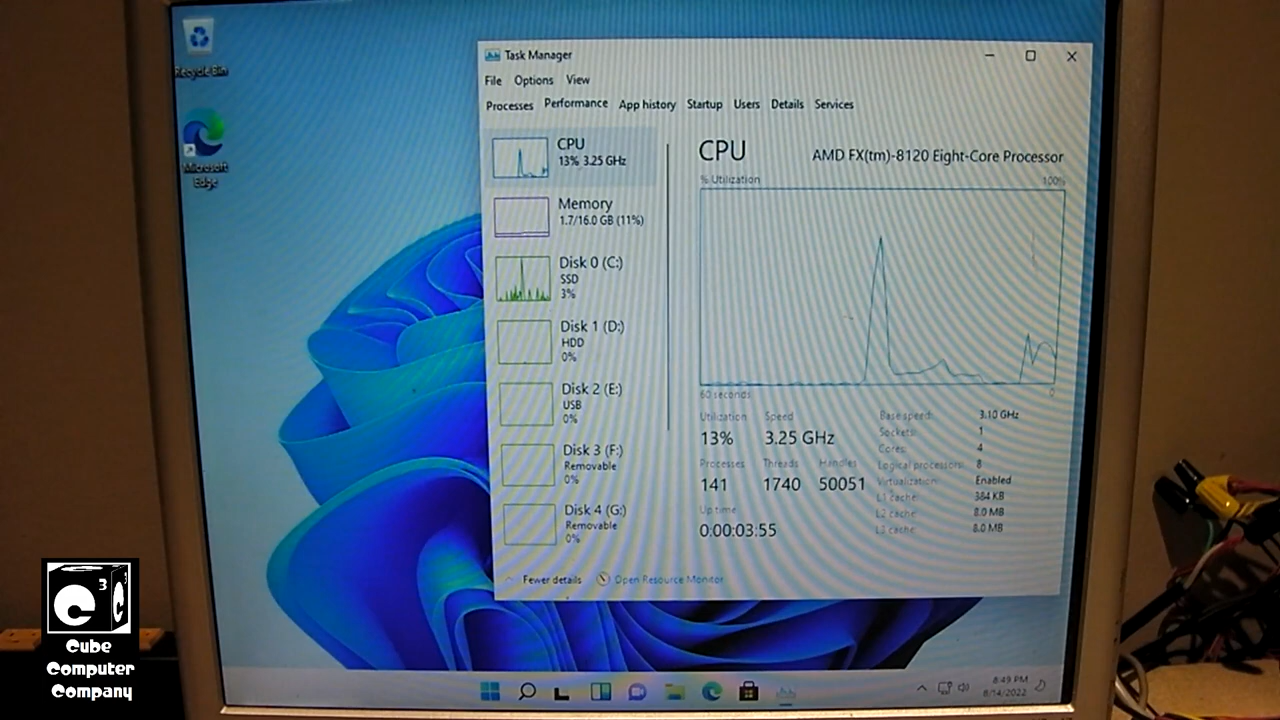 Recycle Bin
Microsoft
Edge
Task Manager
File Options View
Processes Performance App history Startup Users Details Services
CPU
13% 3.25 GHz
Memory
1.7/16.0 GB (11%)
Disk 0 (C:)
SSD
3%
Disk 1 (D:)
HDD
0%
Disk 2 (E:)
USB
0%
Disk 3 (F:)
Removable
0%
Disk 4 (G:)
Removable
0%
CPU AMD FX(tm)-8120 Eight-Core Processor
% Utilization 100%
60 seconds 0
Utilization Speed
13% 3.25 GHz
Processes Threads Handles
141 1740 50051
Up time
0:00:03:55
Base speed: 3.10 GHz
Sockets: 1
Cores: 4
Logical processors: 8
Virtualization: Enabled
L1 cache: 384 KB
L2 cache: 8.0 MB
L3 cache: 8.0 MB
Fewer details Open Resource Monitor
8:49 PM
8/14/2022
C 3 C
Cube
Computer
Company